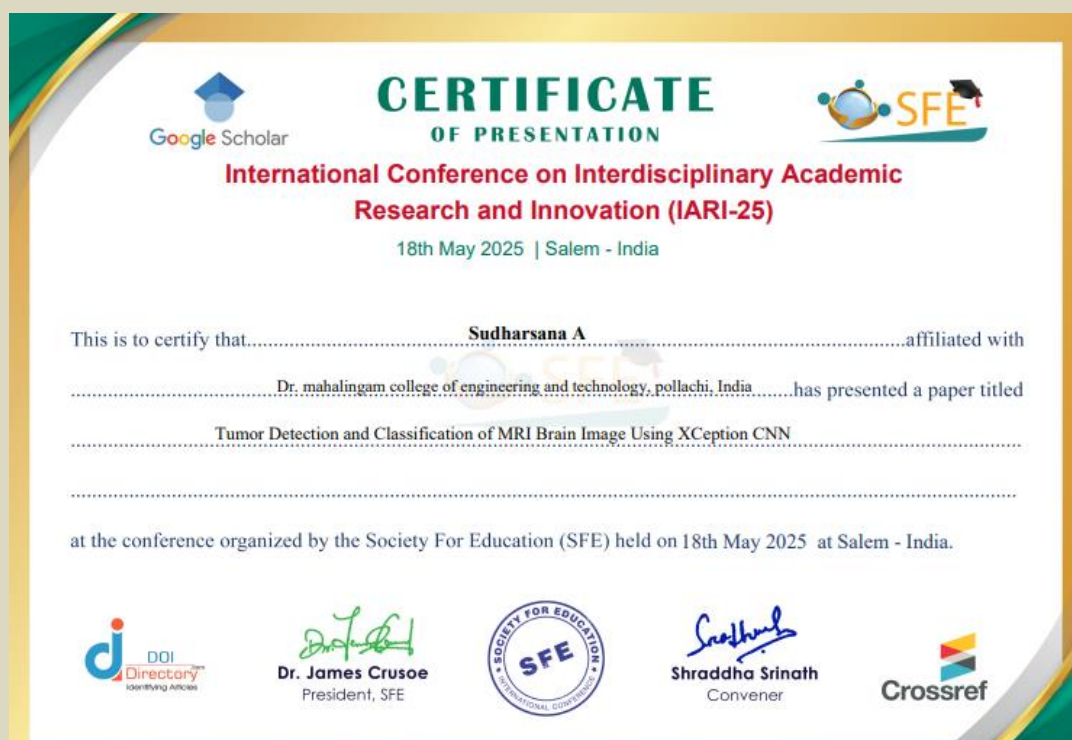 Google Scholar
CERTIFICATE
OF PRESENTATION
SFE
International Conference on Interdisciplinary Academic
Research and Innovation (IARI-25)
18th May 2025 | Salem - India
This is to certify that Sudharsana A affiliated with
Dr. mahalingam college of engineering and technology, pollachi, India has presented a paper titled
Tumor Detection and Classification of MRI Brain Image Using XCeption CNN
at the conference organized by the Society For Education (SFE) held on 18th May 2025 at Salem - India.
DOI
Directory
.com
Identifying Articles
Dr. James Crusoe
President, SFE
SOCIETY FOR EDUCATION
SFE
INTERNATIONAL CONFERENCE
Shraddha Srinath
Convener
Crossref